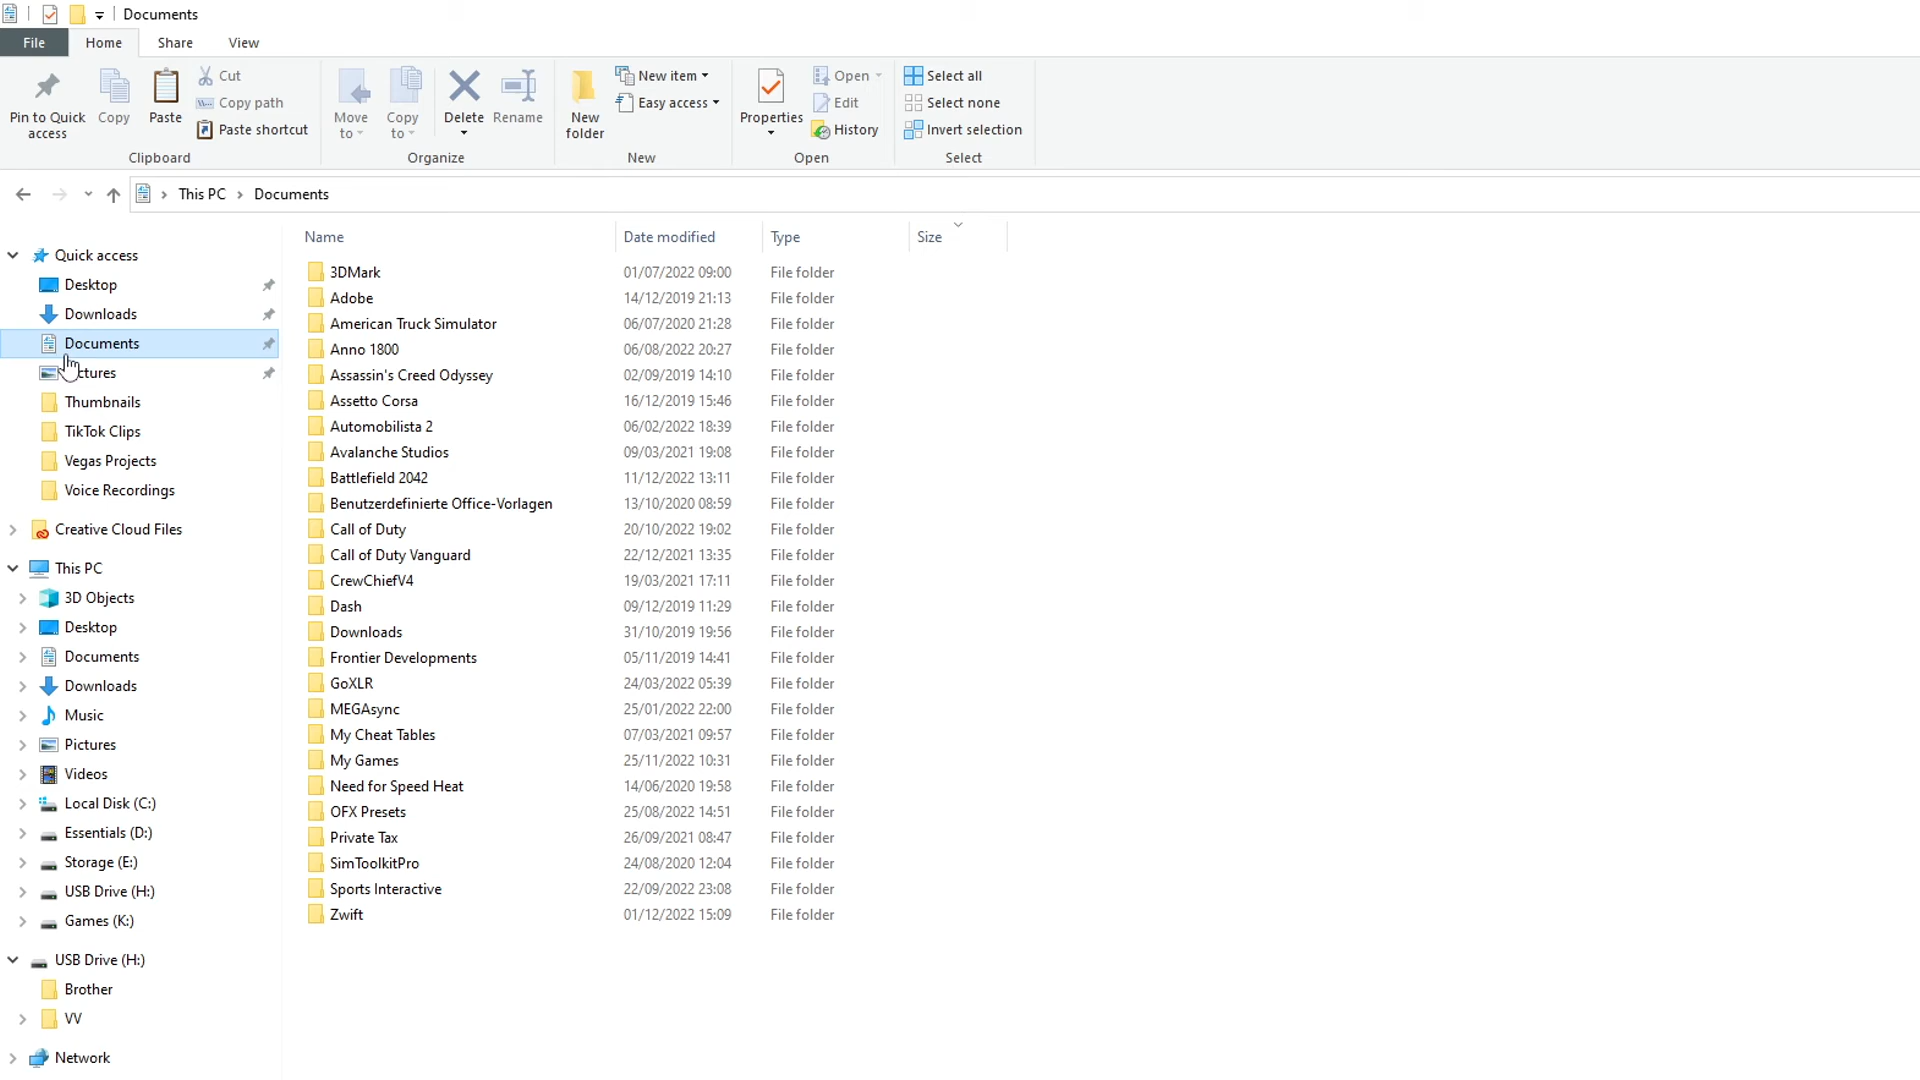 Documents
File Home Share View
Pin to Quick access
Copy
Paste
Cut
Copy path
Paste shortcut
Clipboard
Move to
Copy to
Delete
Rename
Organize
New folder
New item
Easy access
New
Properties
Open
Edit
History
Open
Select all
Select none
Invert selection
Select
This PC > Documents
Name Date modified Type Size
Quick access
Desktop
Downloads
Documents
ctures
Thumbnails
TikTok Clips
Vegas Projects
Voice Recordings
Creative Cloud Files
This PC
3D Objects
Desktop
Documents
Downloads
Music
Pictures
Videos
Local Disk (C:)
Essentials (D:)
Storage (E:)
USB Drive (H:)
Games (K:)
USB Drive (H:)
Brother
VV
Network
3DMark 01/07/2022 09:00 File folder
Adobe 14/12/2019 21:13 File folder
American Truck Simulator 06/07/2020 21:28 File folder
Anno 1800 06/08/2022 20:27 File folder
Assassin's Creed Odyssey 02/09/2019 14:10 File folder
Assetto Corsa 16/12/2019 15:46 File folder
Automobilista 2 06/02/2022 18:39 File folder
Avalanche Studios 09/03/2021 19:08 File folder
Battlefield 2042 11/12/2022 13:11 File folder
Benutzerdefinierte Office-Vorlagen 13/10/2020 08:59 File folder
Call of Duty 20/10/2022 19:02 File folder
Call of Duty Vanguard 22/12/2021 13:35 File folder
CrewChiefV4 19/03/2021 17:11 File folder
Dash 09/12/2019 11:29 File folder
Downloads 31/10/2019 19:56 File folder
Frontier Developments 05/11/2019 14:41 File folder
GoXLR 24/03/2022 05:39 File folder
MEGAsync 25/01/2022 22:00 File folder
My Cheat Tables 07/03/2021 09:57 File folder
My Games 25/11/2022 10:31 File folder
Need for Speed Heat 14/06/2020 19:58 File folder
OFX Presets 25/08/2022 14:51 File folder
Private Tax 26/09/2021 08:47 File folder
SimToolkitPro 24/08/2020 12:04 File folder
Sports Interactive 22/09/2022 23:08 File folder
Zwift 01/12/2022 15:09 File folder